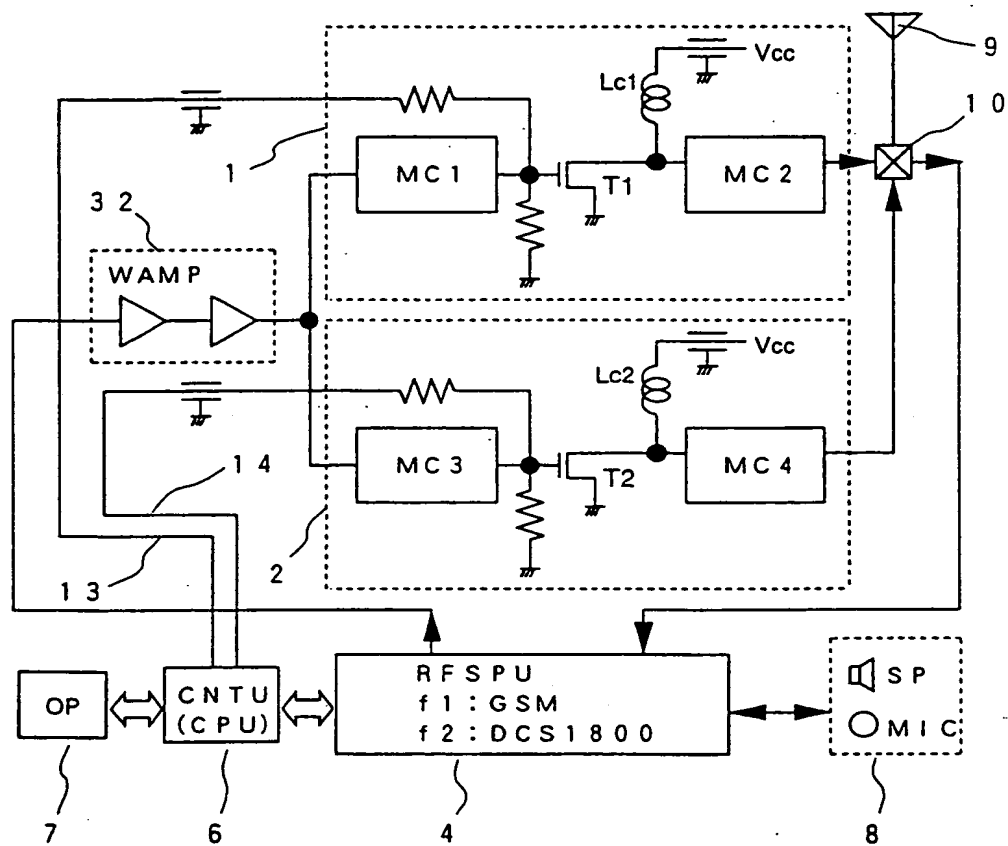 Vcc
9
Lc1
10
1
MC1
T1
MC2
32
WAMP
Vcc
Lc2
14
MC3
T2
MC4
13
2
RFSPU
f1:GSM
f2:DCS1800
OP
CNTU
(CPU)
SP
MIC
7
6
4
8